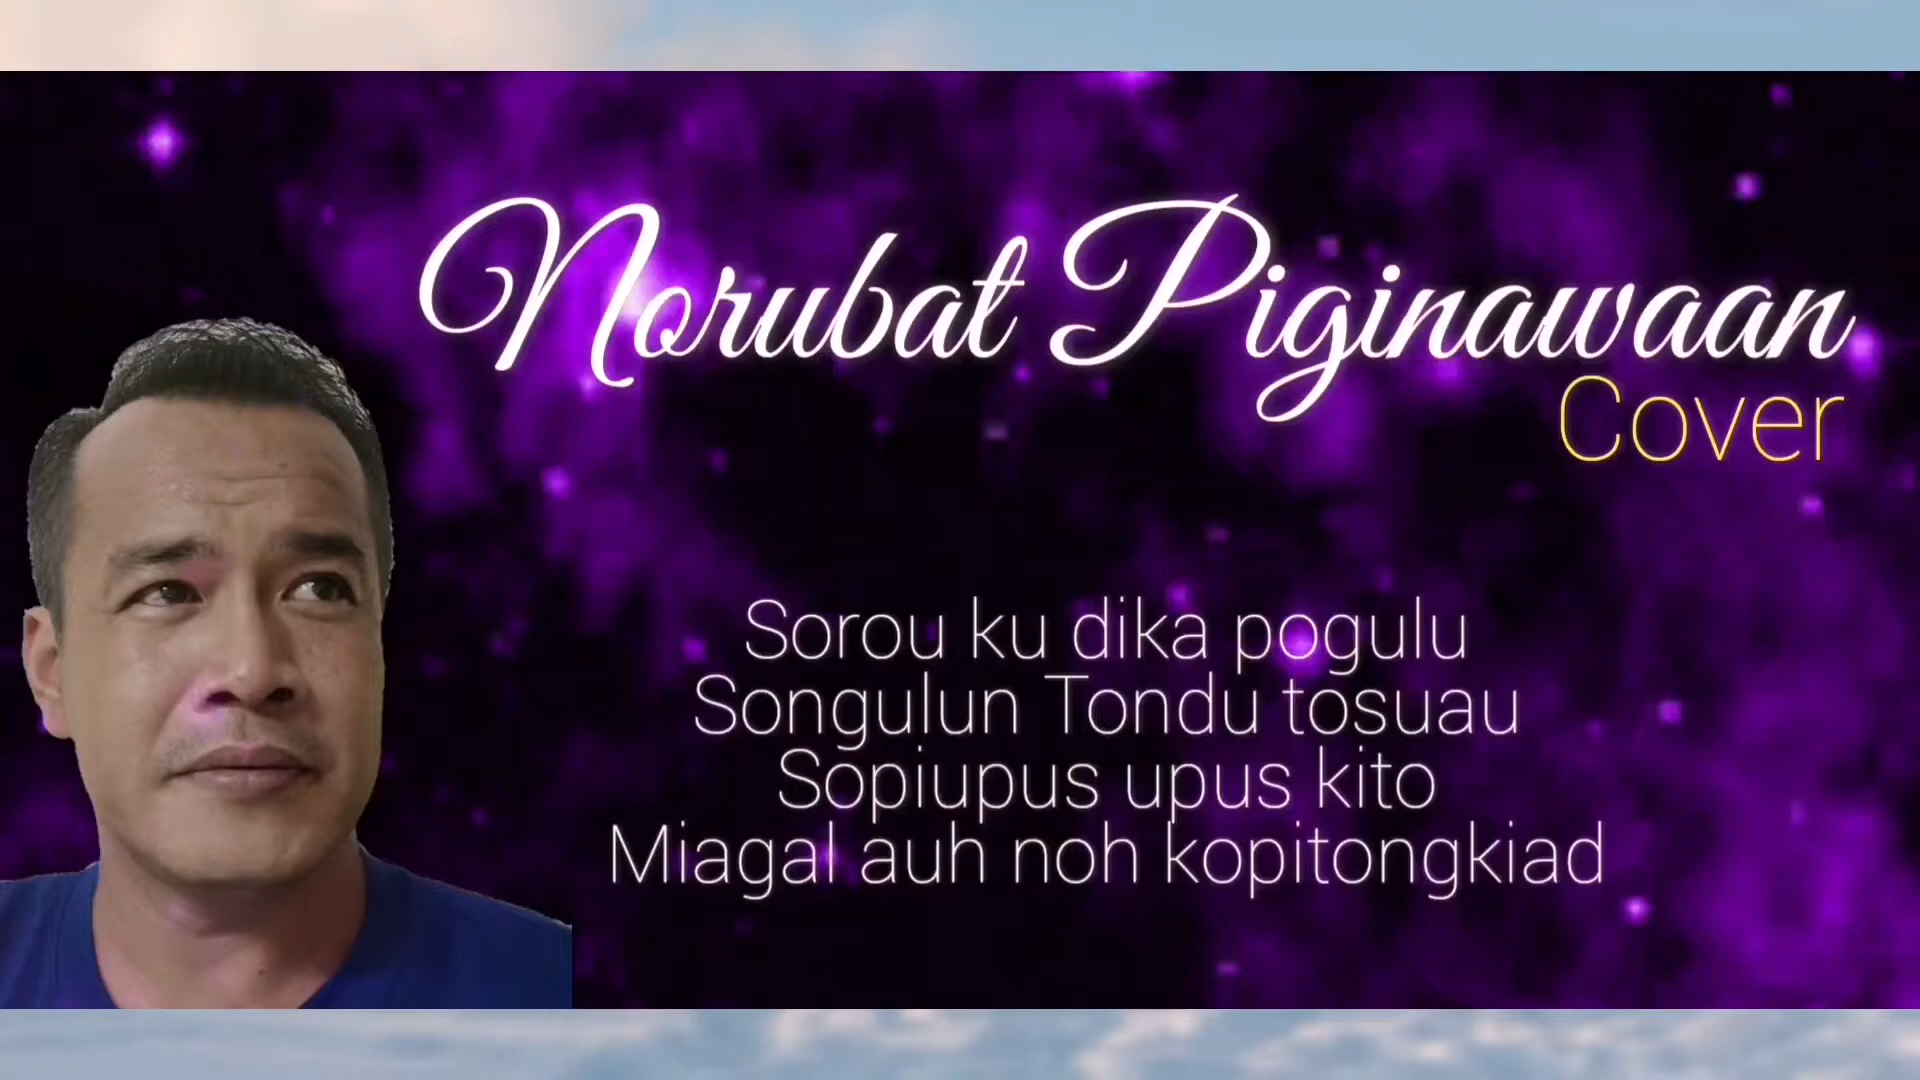 Norubat Piginawaan
Cover
Sorou ku dika pogulu
Songulun Tondu tosuau
Sopiupus upus kito
Miagal auh noh kopitongkiad